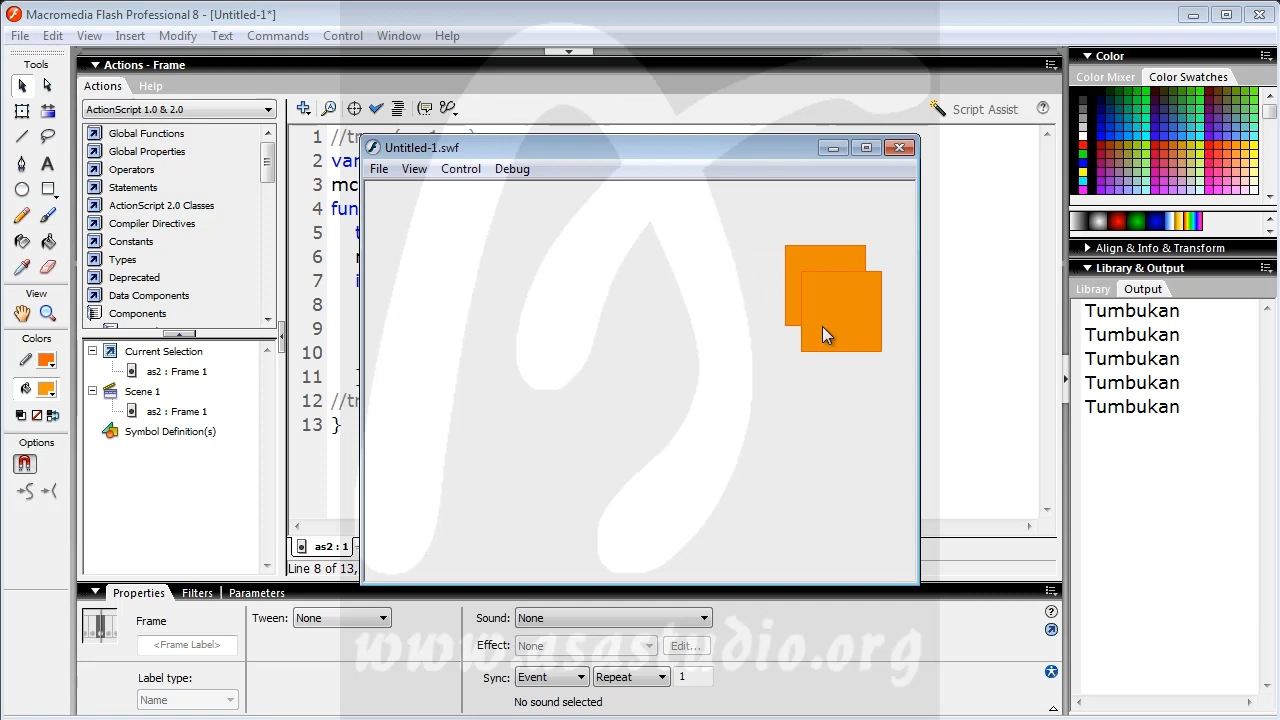 Macromedia Flash Professional 8 - [Untitled-1*]
File Edit View Insert Modify Text Commands Control Window Help
Tools
View
Colors
Options
Actions - Frame
Actions Help
ActionScript 1.0 & 2.0
Global Functions
Global Properties
Operators
Statements
ActionScript 2.0 Classes
Compiler Directives
Constants
Types
Deprecated
Data Components
Components
Current Selection
as2 : Frame 1
Scene 1
as2 : Frame 1
Symbol Definition(s)
Script Assist
1
2 var
3 mc
4 fun
5
6
7
8
9
10
11
12
13 }
as2 : 1
Line 8 of 13,
Untitled-1.swf
File View Control Debug
Color
Color Mixer Color Swatches
Align & Info & Transform
Library & Output
Library Output
Tumbukan
Tumbukan
Tumbukan
Tumbukan
Tumbukan
Properties Filters Parameters
Frame
<Frame Label>
Label type:
Name
Tween: None
Sound: None
Effect: None Edit...
Sync: Event Repeat 1
No sound selected
www.asastudio.org